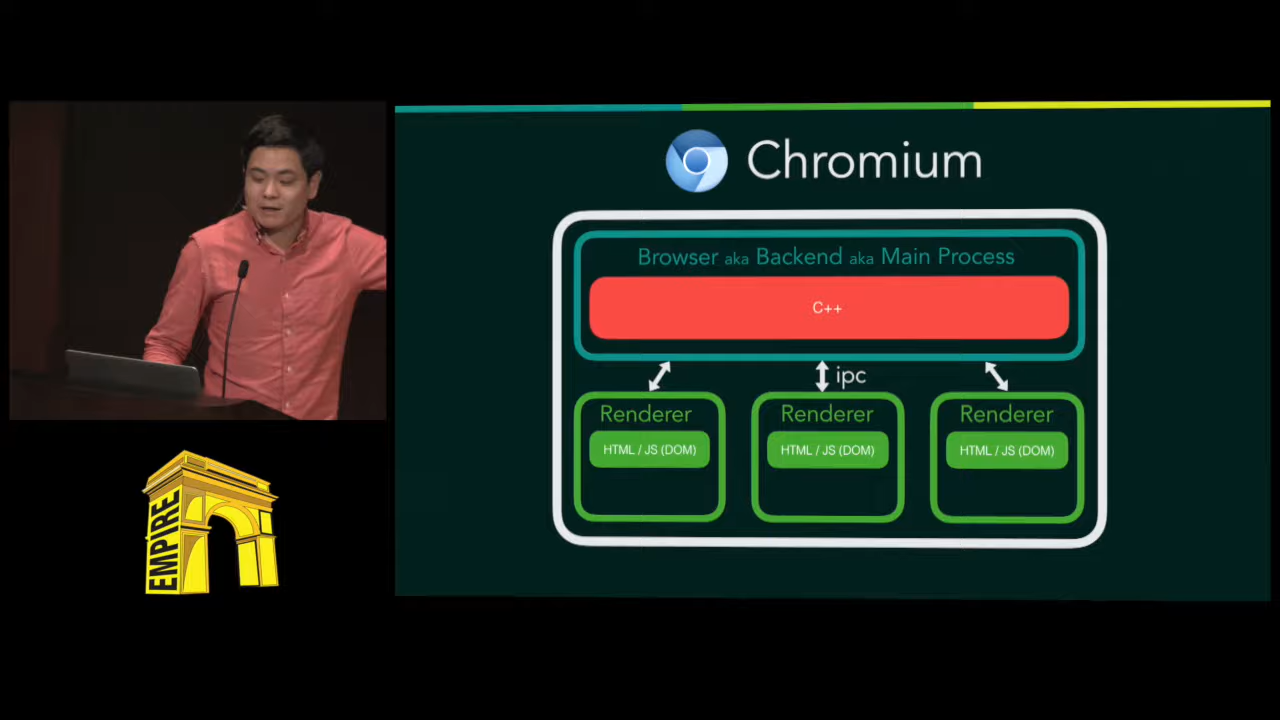 Chromium
Browser aka Backend aka Main Process
C++
ipc
Renderer
HTML / JS (DOM)
Renderer
HTML / JS (DOM)
Renderer
HTML / JS (DOM)
EMPIRE